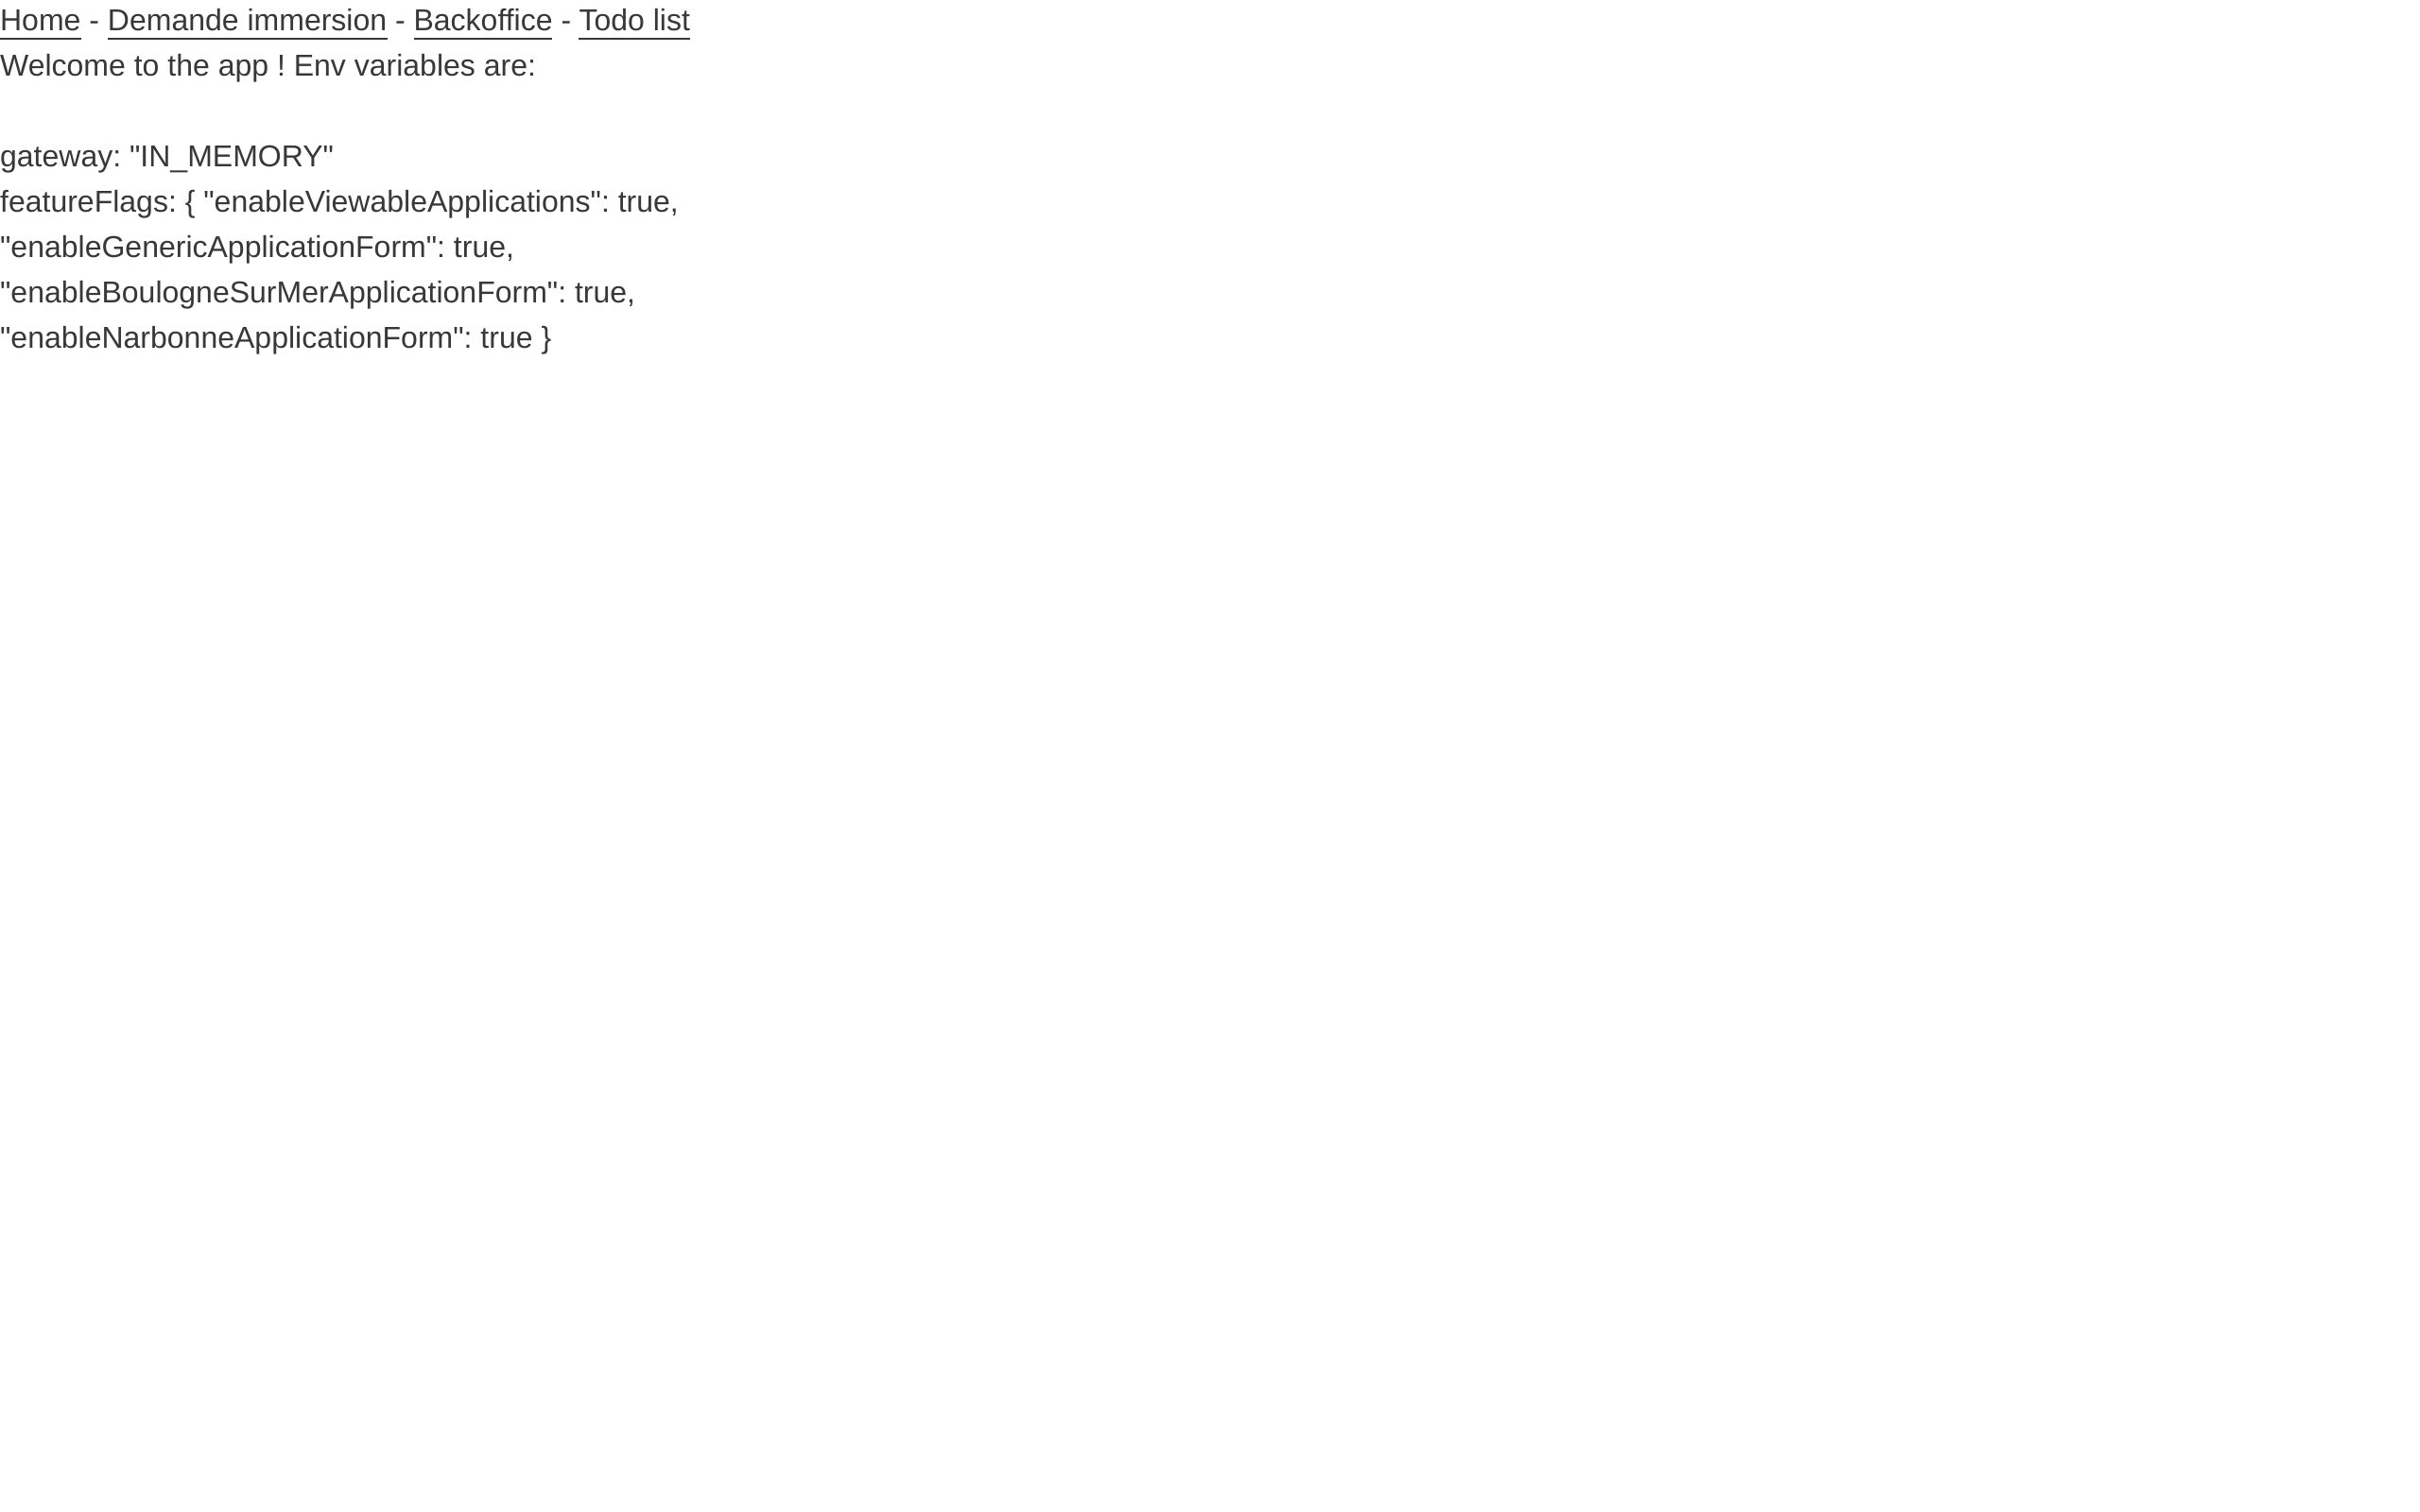 Home - Demande immersion - Backoffice - Todo list
Welcome to the app ! Env variables are:
gateway: "IN_MEMORY"
featureFlags: { "enableViewableApplications": true,
"enableGenericApplicationForm": true,
"enableBoulogneSurMerApplicationForm": true,
"enableNarbonneApplicationForm": true }